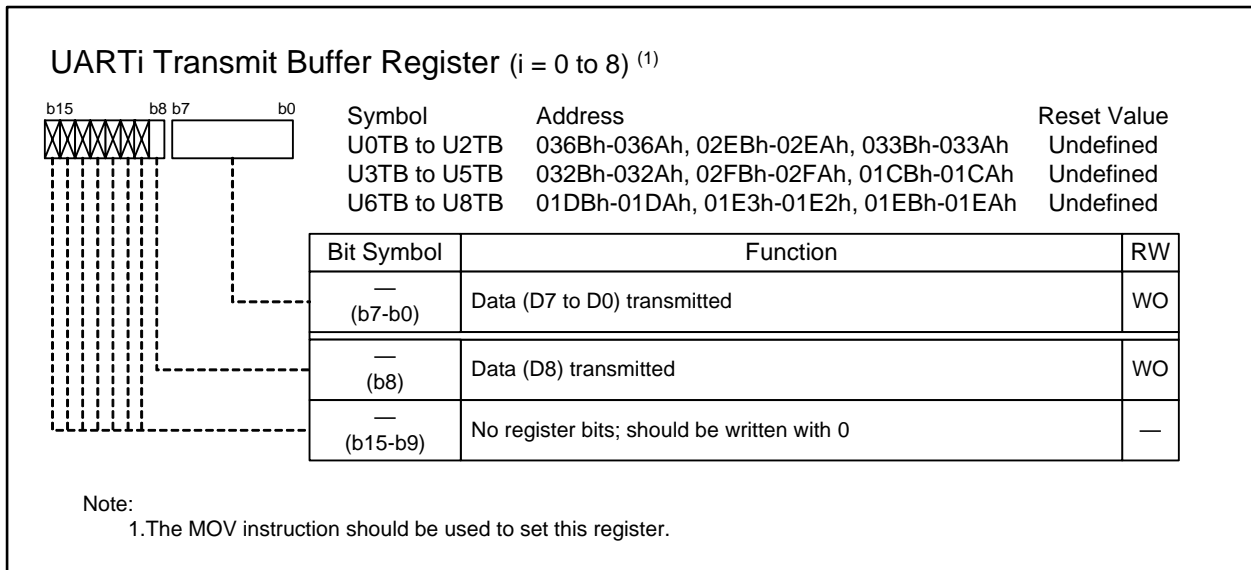 UARTi Transmit Buffer Register (i = 0 to 8) (1)
b15 b8 b7 b0
Symbol Address Reset Value
U0TB to U2TB 036Bh-036Ah, 02EBh-02EAh, 033Bh-033Ah Undefined
U3TB to U5TB 032Bh-032Ah, 02FBh-02FAh, 01CBh-01CAh Undefined
U6TB to U8TB 01DBh-01DAh, 01E3h-01E2h, 01EBh-01EAh Undefined
Bit Symbol Function RW
—
(b7-b0) Data (D7 to D0) transmitted WO
—
(b8) Data (D8) transmitted WO
—
(b15-b9) No register bits; should be written with 0 —
Note:
1.The MOV instruction should be used to set this register.